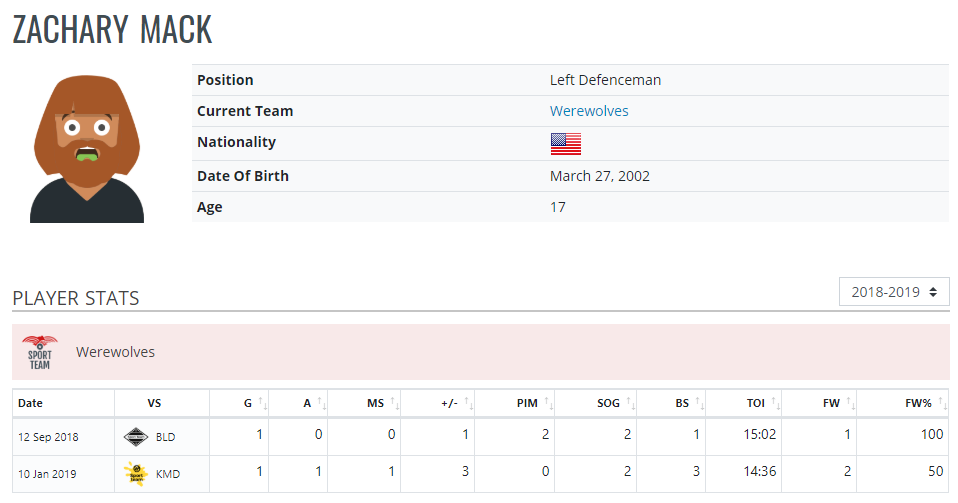 ZACHARY MACK
Position Left Defenceman
Current Team Werewolves
Nationality
Date Of Birth March 27, 2002
Age 17
PLAYER STATS 2018-2019
SPORT TEAM Werewolves
Date VS G A MS +/- PIM SOG BS TOI FW FW%
12 Sep 2018 BLD 1 0 0 1 2 2 1 15:02 1 100
10 Jan 2019 Sport team KMD 1 1 1 3 0 2 3 14:36 2 50